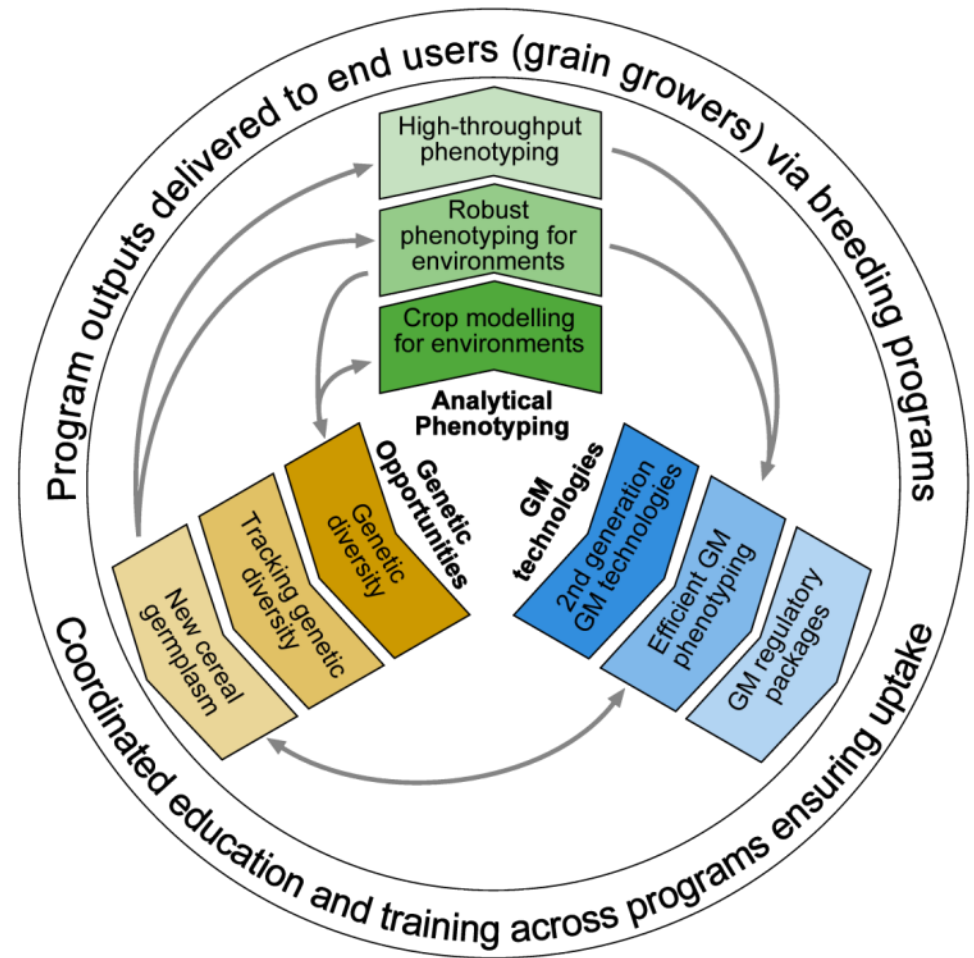 Program outputs delivered to end users (grain growers) via breeding programs
High-throughput
phenotyping
Robust
phenotyping for
environments
Crop modelling
for environments
Analytical
Phenotyping
Genetic
Opportunities
GM
technologies
Genetic
diversity
Tracking genetic
diversity
New cereal
germplasm
2nd generation
GM technologies
Efficient GM
phenotyping
GM regulatory
packages
Coordinated education and training across programs ensuring uptake